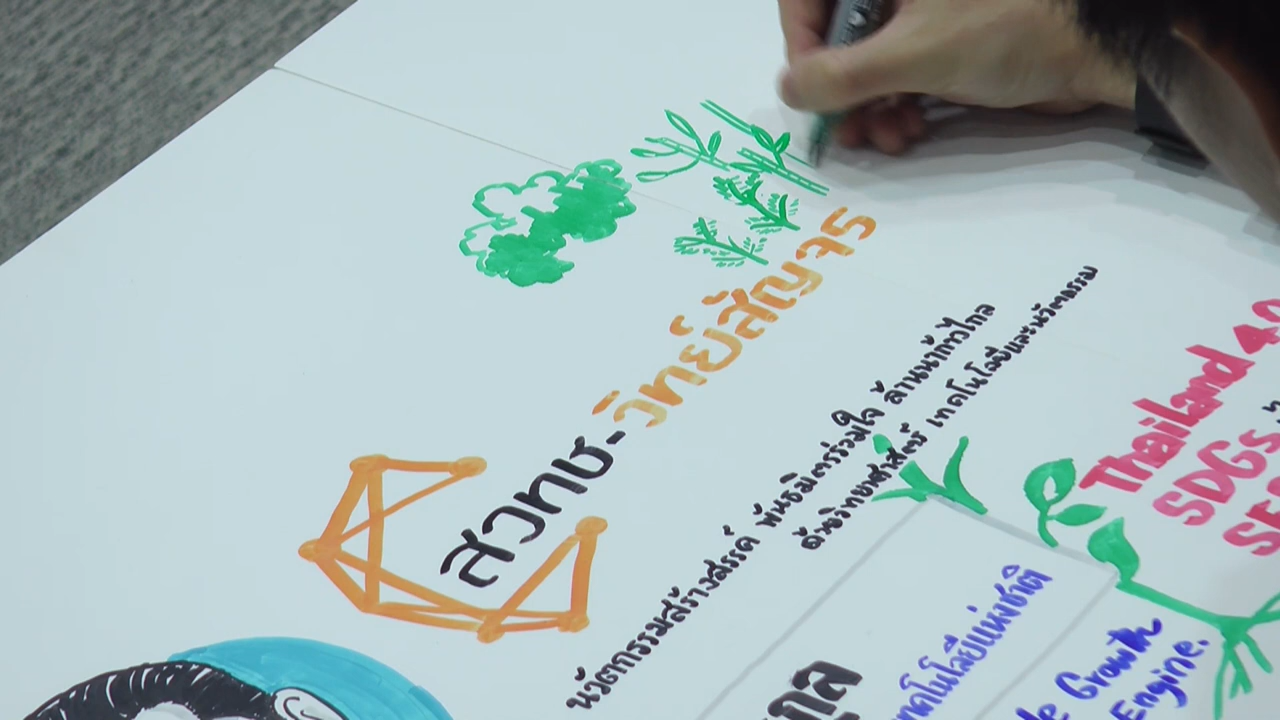 สวทช-วิทย์สัญจร
นวัตกรรมสร้างสรรค์ พันธมิตรร่วมใจ ล้านนาก้าวไกล
ด้วยวิทยาศาสตร์ เทคโนโลยีและนวัตกรรม
Thailand 4.0
SDGs
เทคโนโลยีแห่งชาติ
Growth
Engine.